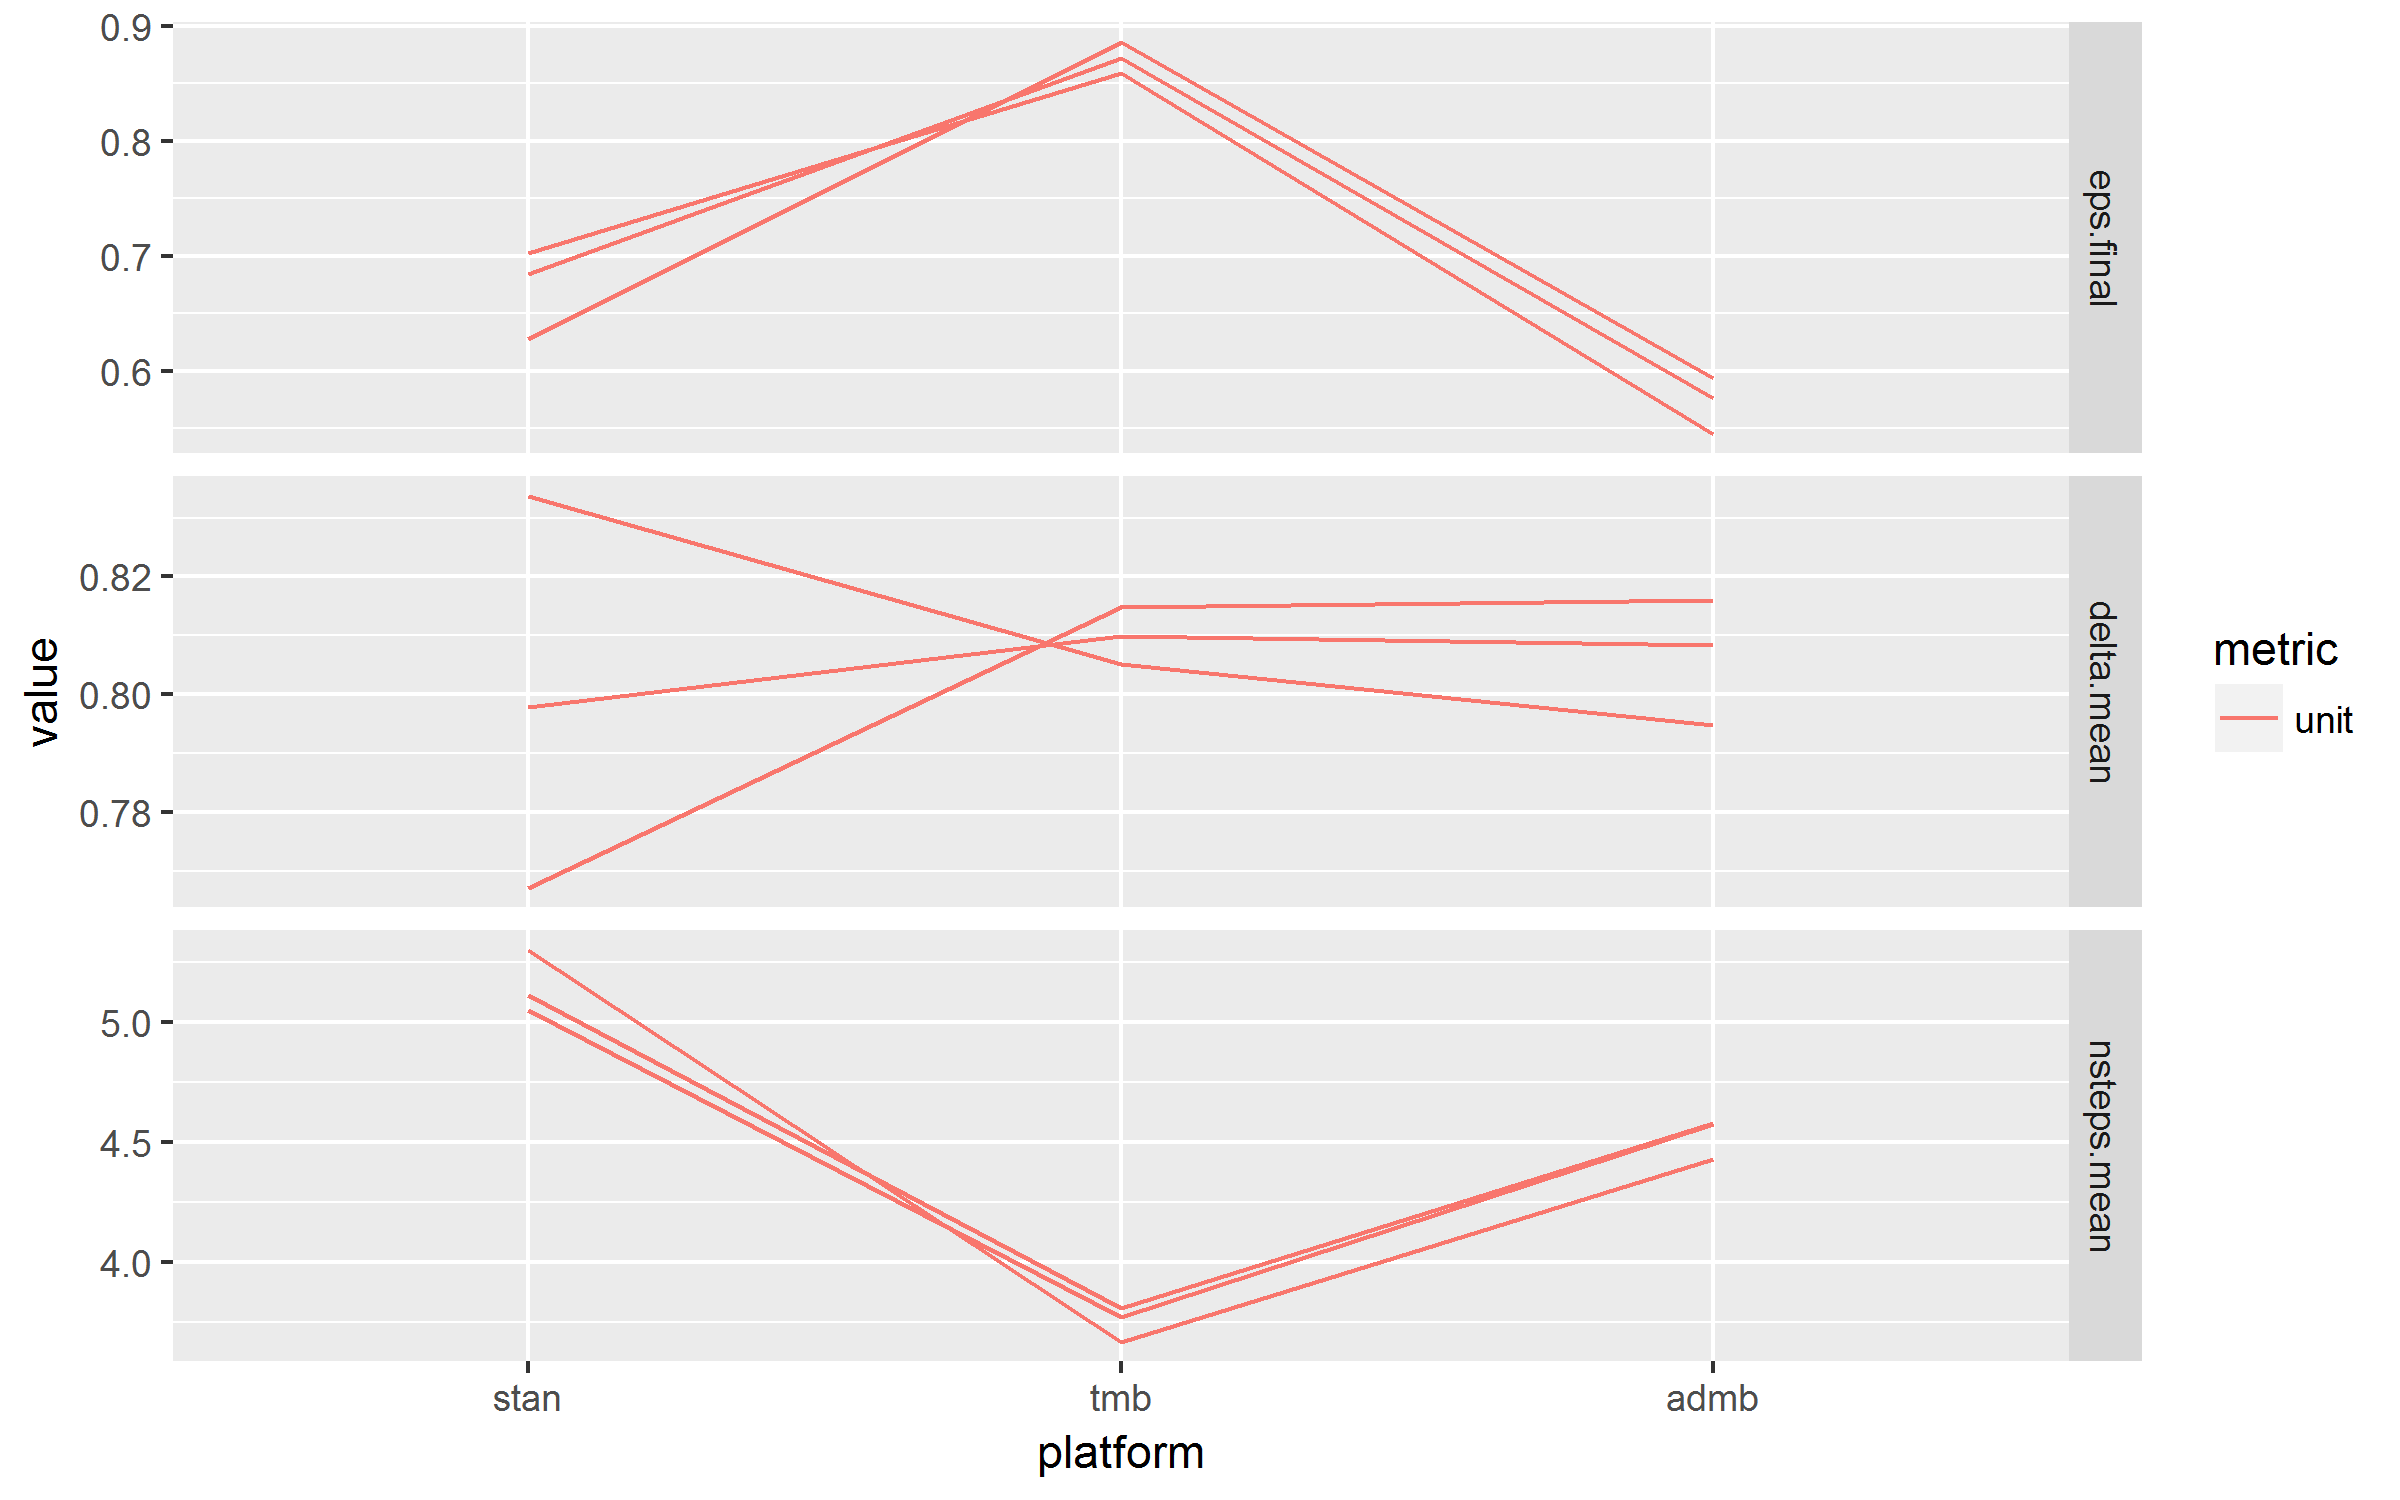 0.9
0.8
0.7
0.6
eps.final
0.82
0.80
0.78
delta.mean
5.0
4.5
4.0
nsteps.mean
value
stan tmb admb
platform
metric
unit